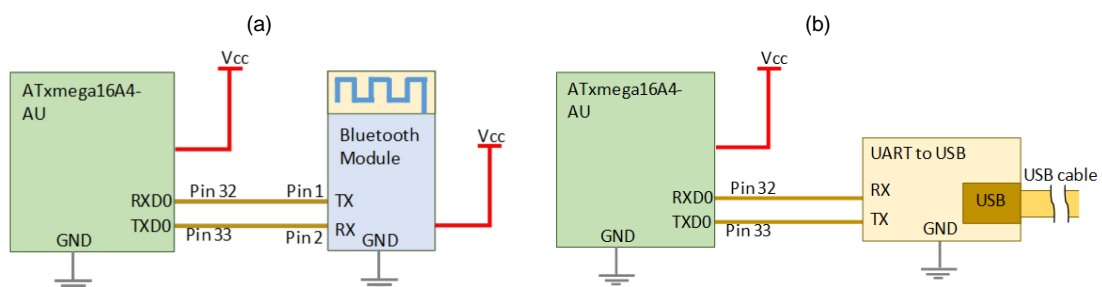 (a)
Vcc
ATxmega16A4-
AU
Bluetooth
Module
Vcc
RXD0
Pin 32
Pin 1
TX
TXD0
Pin 33
Pin 2
RX
GND
GND
(b)
Vcc
ATxmega16A4-
AU
UART to USB
USB cable
RXD0
Pin 32
RX
USB
TXD0
Pin 33
TX
GND
GND